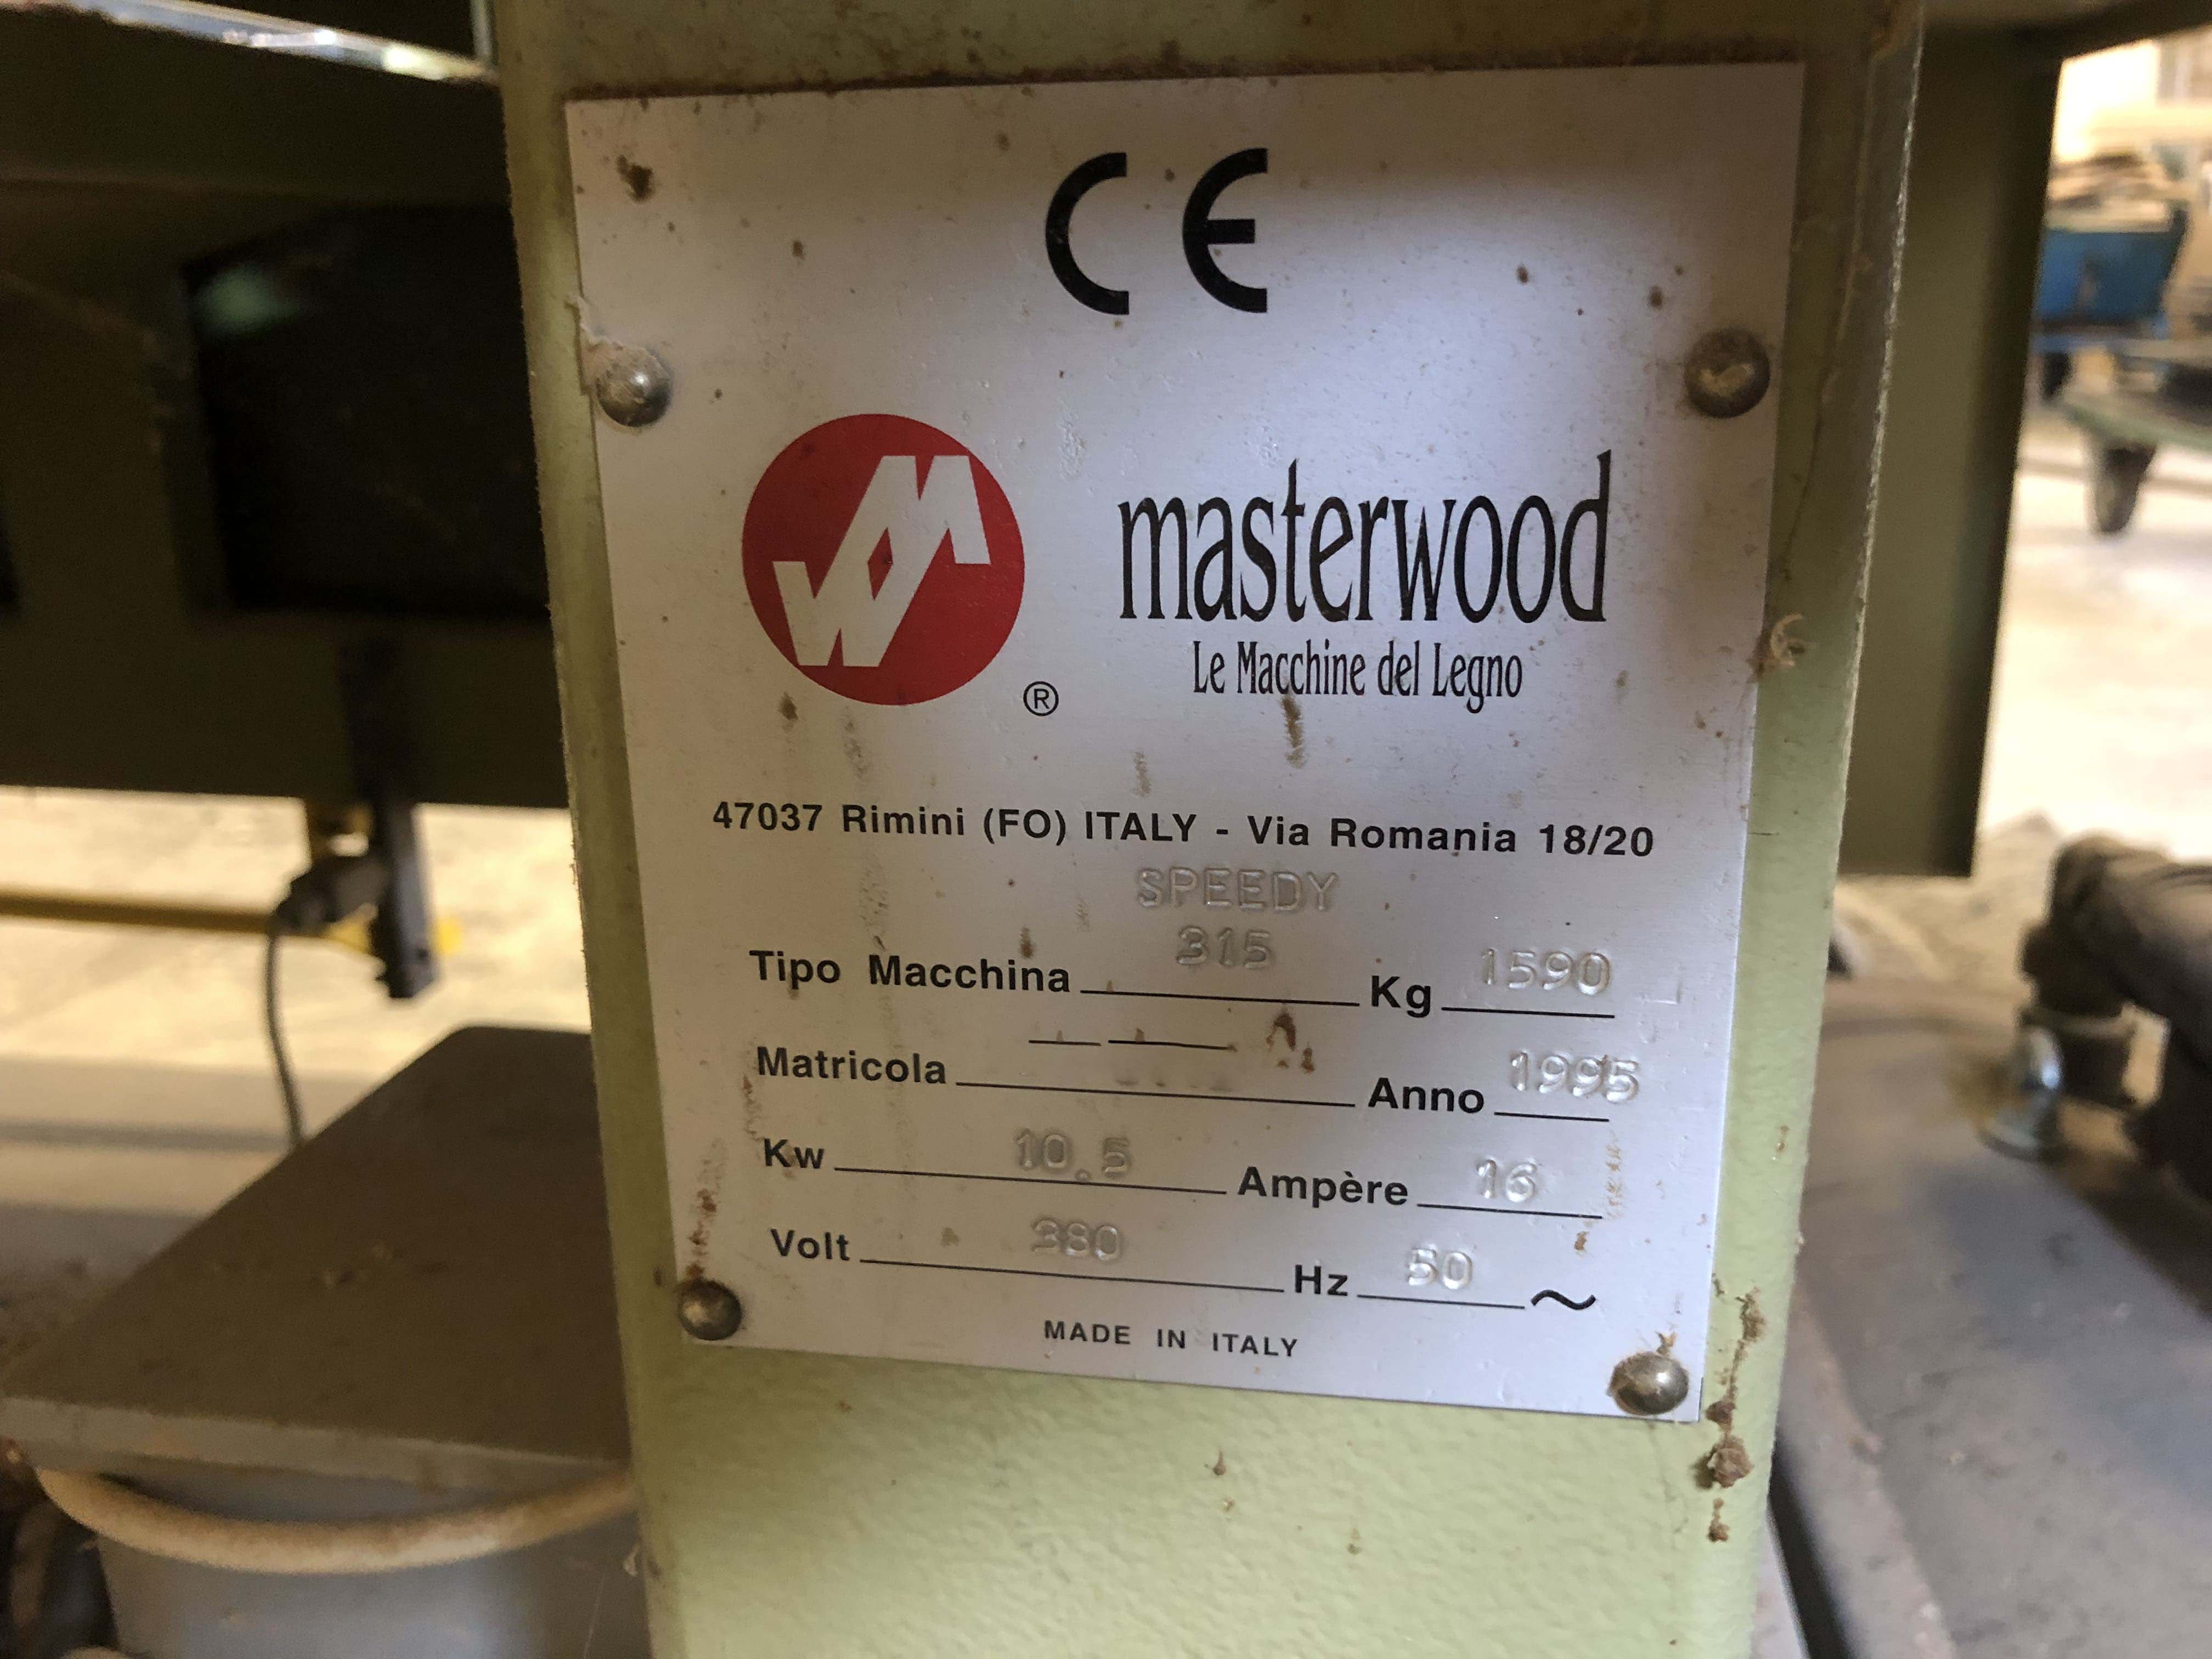 CE
masterwood
Le Macchine del Legno
®
47037 Rimini (FO) ITALY - Via Romania 18/20
SPEEDY
315
Tipo Macchina Kg 1590
Matricola Anno 1995
Kw 10.5 Ampère 16
Volt 380 Hz 50 ~
MADE IN ITALY